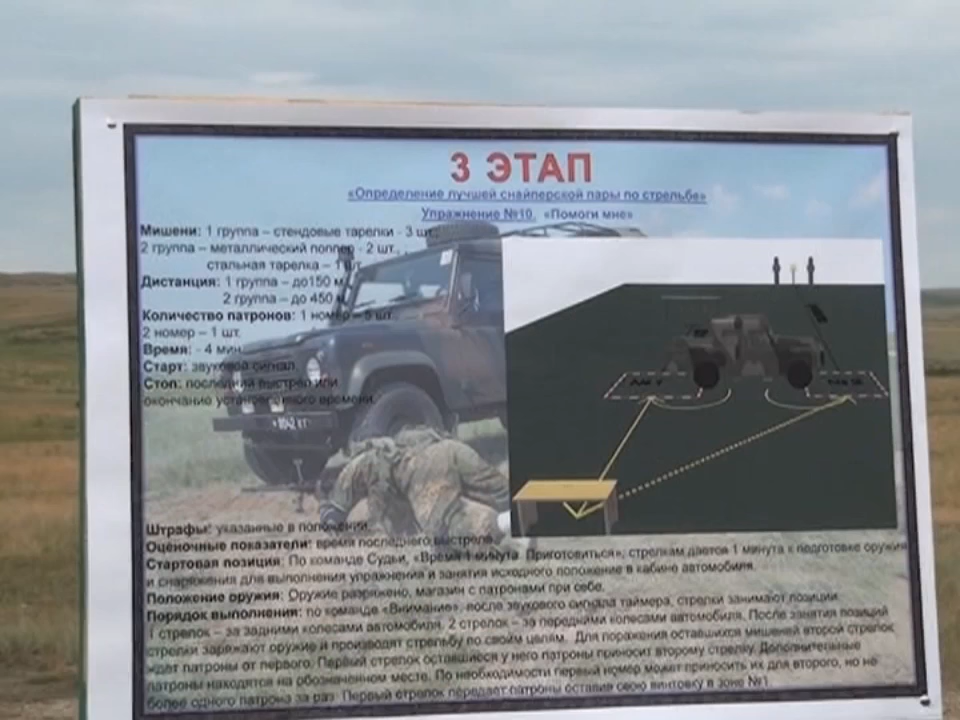 3 ЭТАП
«Определение лучшей снайперской пары по стрельбе»
Упражнение №10. «Помоги мне»
Мишени: 1 группа – стендовые тарелки - 3 шт.,
2 группа – металлический поппер - 2 шт.,
стальная тарелка – 1 шт.
Дистанция: 1 группа – до150 м
2 группа – до 450 м
Количество патронов: 1 номер – 5 шт.
2 номер – 1 шт.
Время: - 4 мин.
Старт: звуковой сигнал.
Стоп: последний выстрел или
окончание установленного времени.
Штрафы: указанные в положении.
Оценочные показатели: время последнего выстрела.
Стартовая позиция: По команде Судьи, «Время 1 минута. Приготовиться», стрелкам дается 1 минута к подготовке оружия
и снаряжения для выполнения упражнения и занятия исходного положение в кабине автомобиля.
Положение оружия: Оружие разряжено, магазин с патронами при себе.
Порядок выполнения: по команде «Внимание», после звукового сигнала таймера, стрелки занимают позиции.
1 стрелок – за задними колесами автомобиля, 2 стрелок – за передними колесами автомобиля. После занятия позиций
стрелки заряжают оружие и производят стрельбу по своим целям. Для поражения оставшихся мишеней второй стрелок
ждет патроны от первого. Первый стрелок оставшиеся у него патроны приносит второму стрелку. Дополнительные
патроны находятся на обозначенном месте. По необходимости первый номер может приносить их для второго, но не
более одного патрона за раз. Первый стрелок передает патроны оставив свою винтовку в зоне №1.